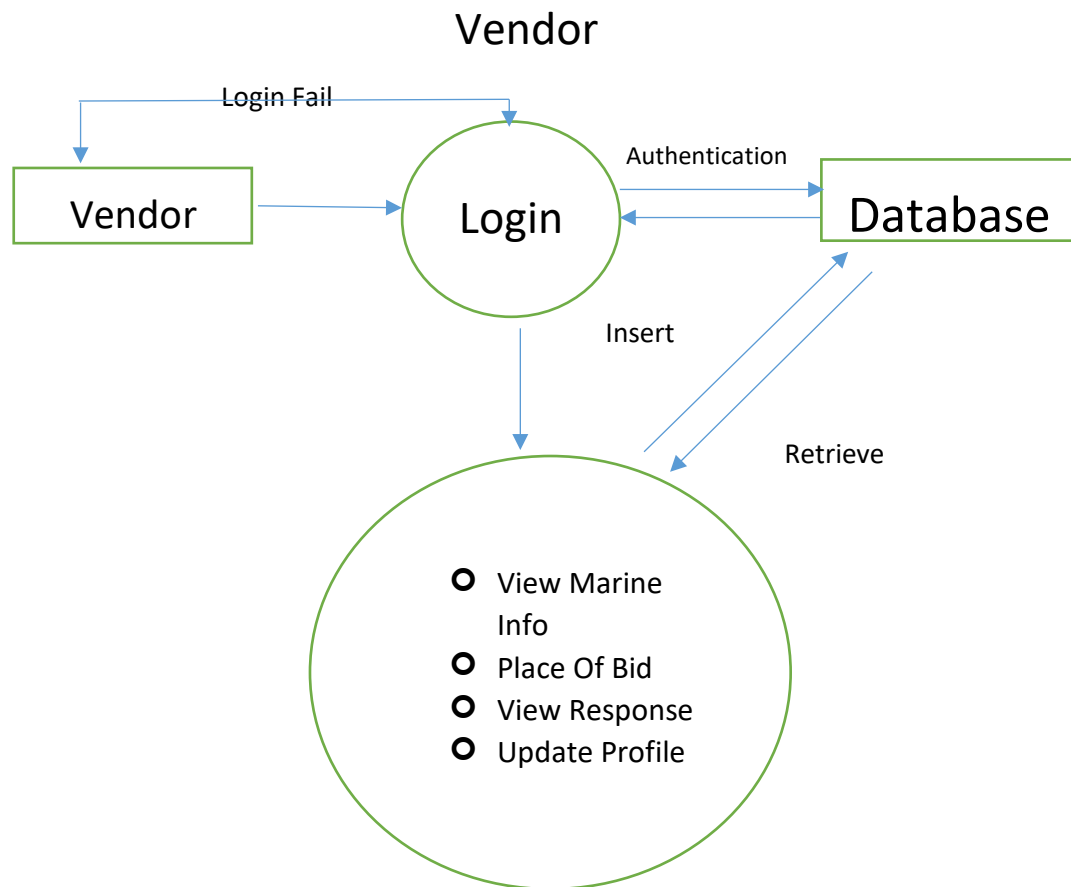 Vendor
Login Fail
Authentication
Vendor
Login
Database
Insert
Retrieve
View Marine
Info
Place Of Bid
View Response
Update Profile